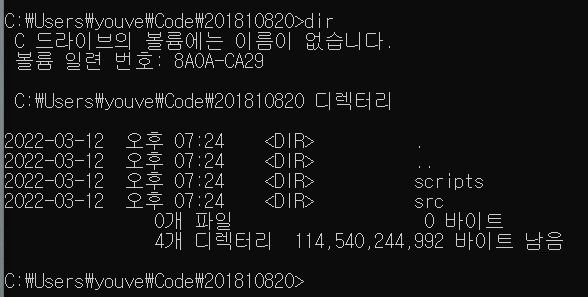 C:₩Users₩youve₩Code₩201810820>dir
 C 드라이브의 볼륨에는 이름이 없습니다.
 볼륨 일련 번호: 8A0A-CA29

 C:₩Users₩youve₩Code₩201810820 디렉터리

2022-03-12  오후 07:24    <DIR>          .
2022-03-12  오후 07:24    <DIR>          ..
2022-03-12  오후 07:24    <DIR>          scripts
2022-03-12  오후 07:24    <DIR>          src
               0개 파일                   0 바이트
               4개 디렉터리  114,540,244,992 바이트 남음

C:₩Users₩youve₩Code₩201810820>